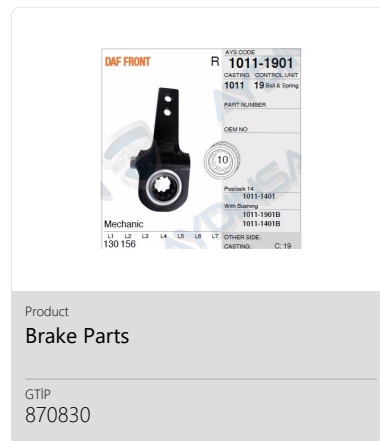 DAF FRONT
R
AYS CODE
1011-1901
CASTING CONTROL UNIT
1011 19 Ball & Spring
PART NUMBER
OEM NO
10
Poslock 14
1011-1401
With Bushing
1011-1901B
1011-1401B
Mechanic
L1 L2 L3 L4 L5 L6 L7
130 156
OTHER SIDE:
CASTING: C: 19
AYDINSAN
Product
Brake Parts
GTİP
870830